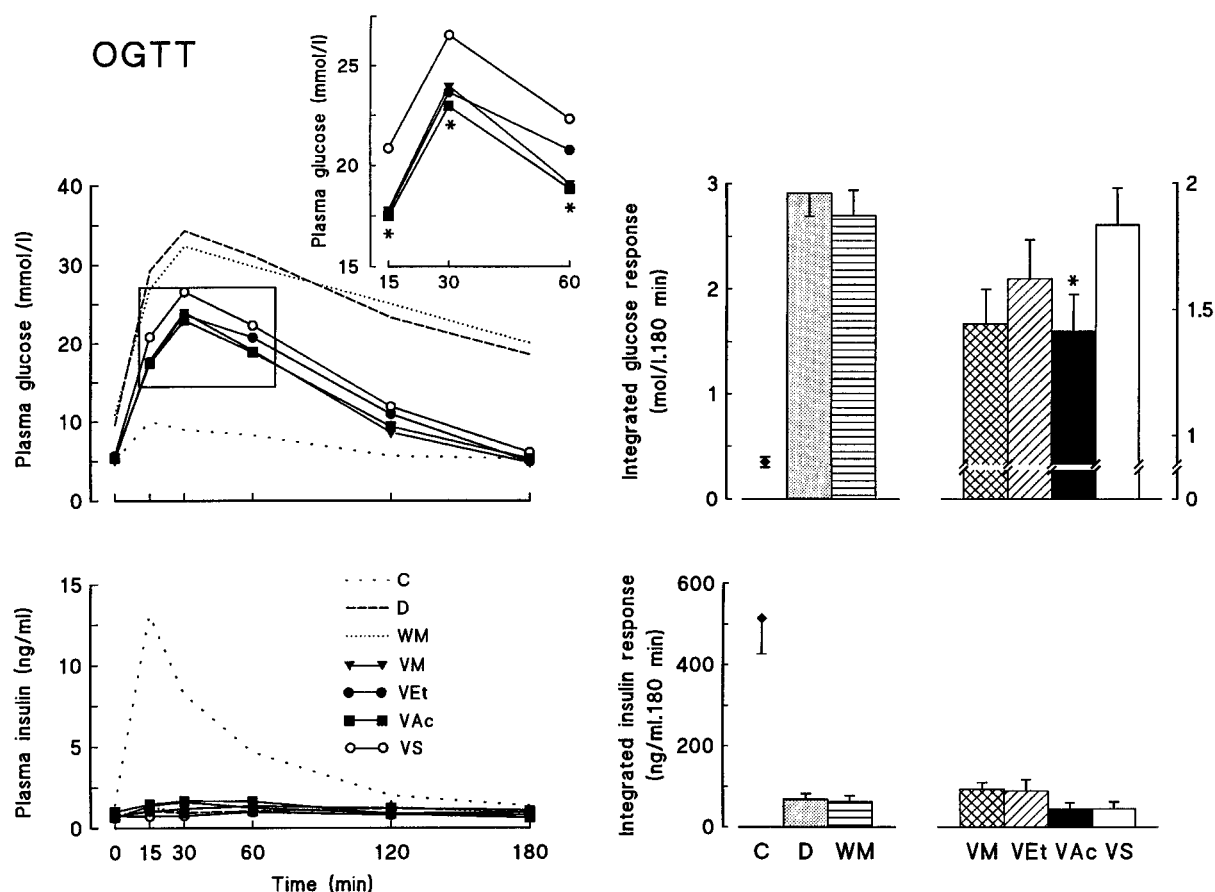 OGTT
Plasma glucose (mmol/l)
25
20
15
15
30
60
*
*
*
Plasma glucose (mmol/l)
40
30
20
10
0
Integrated glucose response
(mol/l.180 min)
3
2
1
0
*
2
1.5
1
0
Plasma insulin (ng/ml)
15
10
5
0
C
D
WM
VM
VEt
VAc
VS
0 15 30 60 120 180
Time (min)
Integrated insulin response
(ng/ml.180 min)
600
400
200
0
C D WM
VM VEt VAc VS